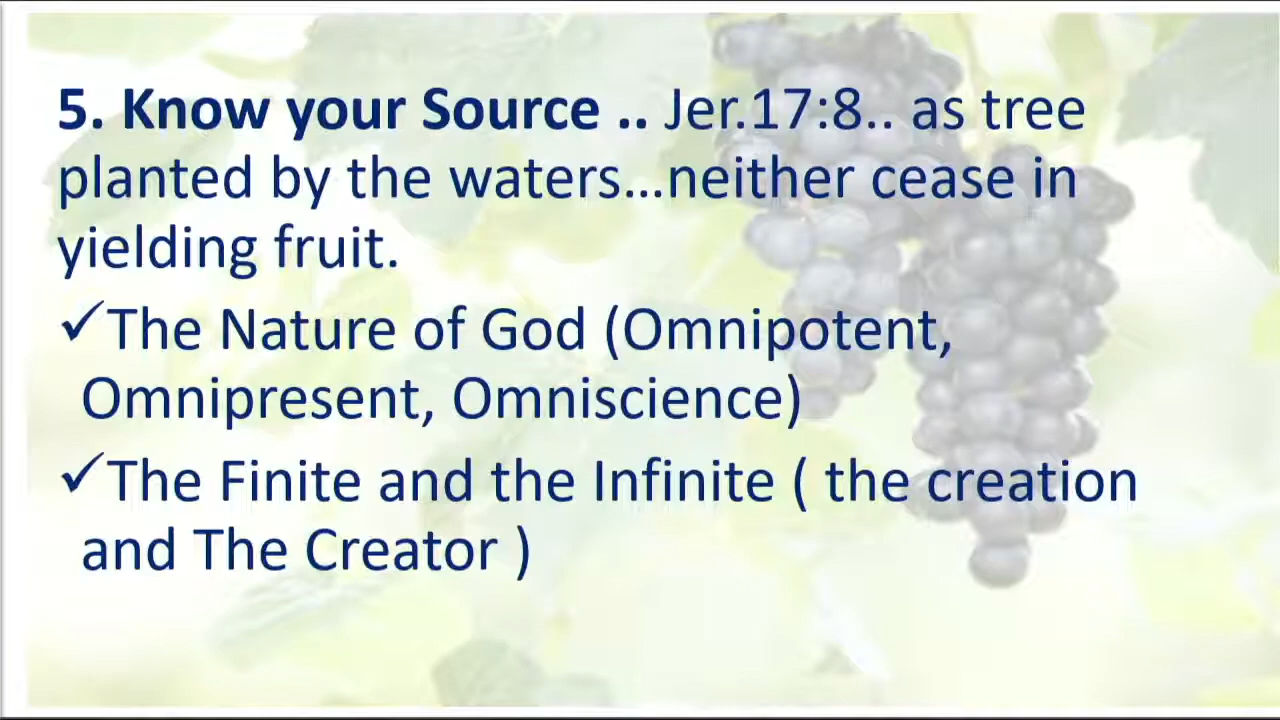 5. Know your Source .. Jer.17:8.. as tree
planted by the waters...neither cease in
yielding fruit.
✓The Nature of God (Omnipotent,
Omnipresent, Omniscience)
✓The Finite and the Infinite ( the creation
and The Creator )